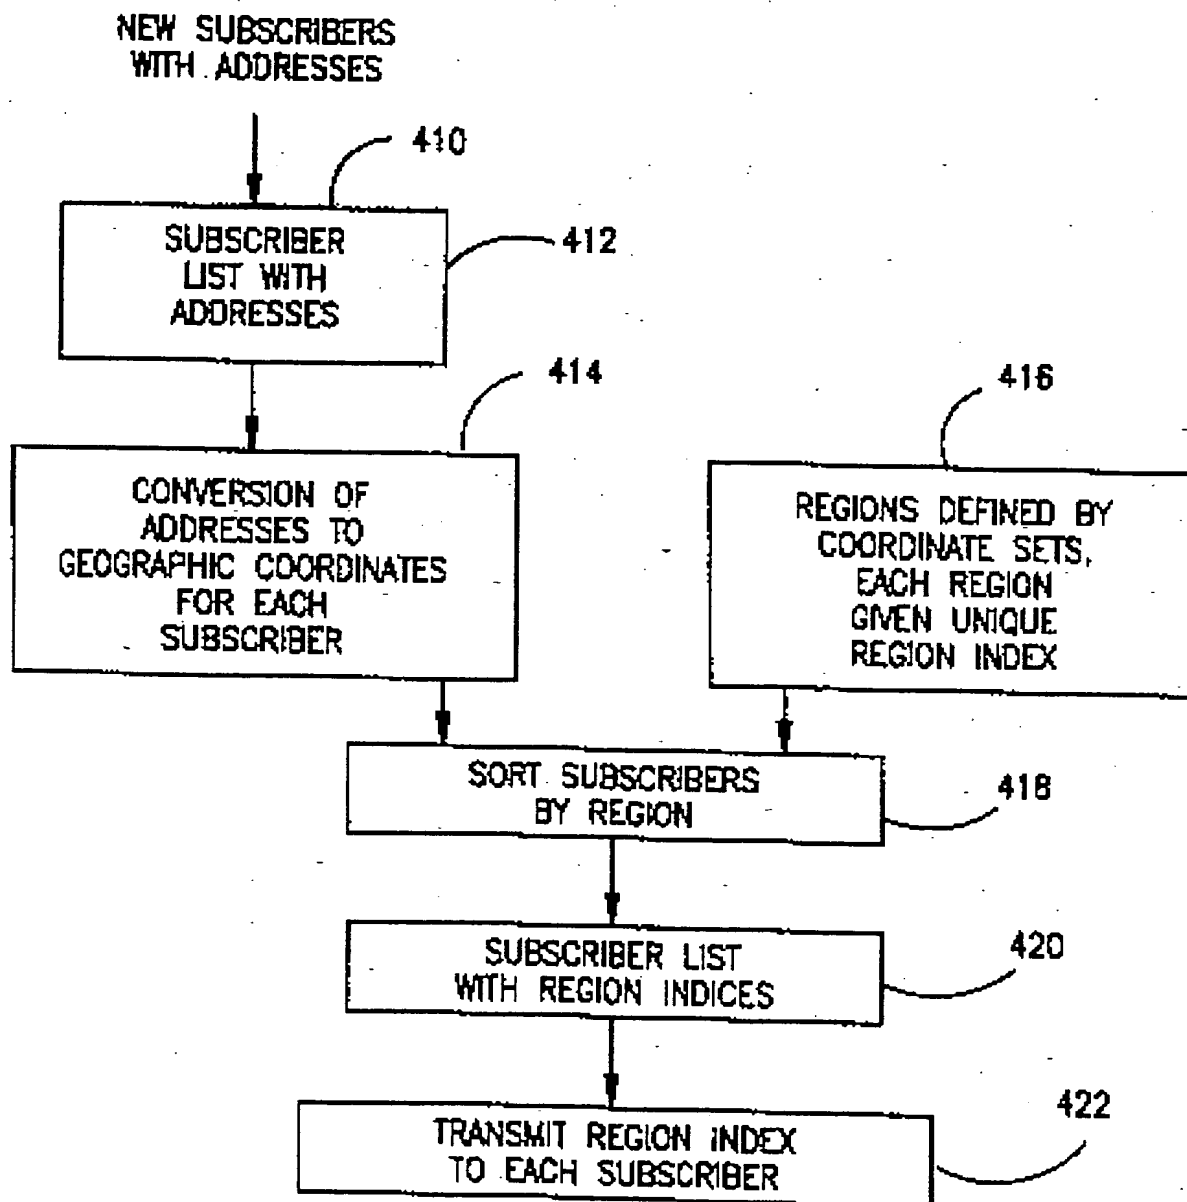 NEW SUBSCRIBERS
WITH ADDRESSES
410
SUBSCRIBER
LIST WITH
ADDRESSES
412
414
416
CONVERSION OF
ADDRESSES TO
GEOGRAPHIC COORDINATES
FOR EACH
SUBSCRIBER
REGIONS DEFINED BY
COORDINATE SETS,
EACH REGION
GIVEN UNIQUE
REGION INDEX
SORT SUBSCRIBERS
BY REGION
418
SUBSCRIBER LIST
WITH REGION INDICES
420
TRANSMIT REGION INDEX
TO EACH SUBSCRIBER
422